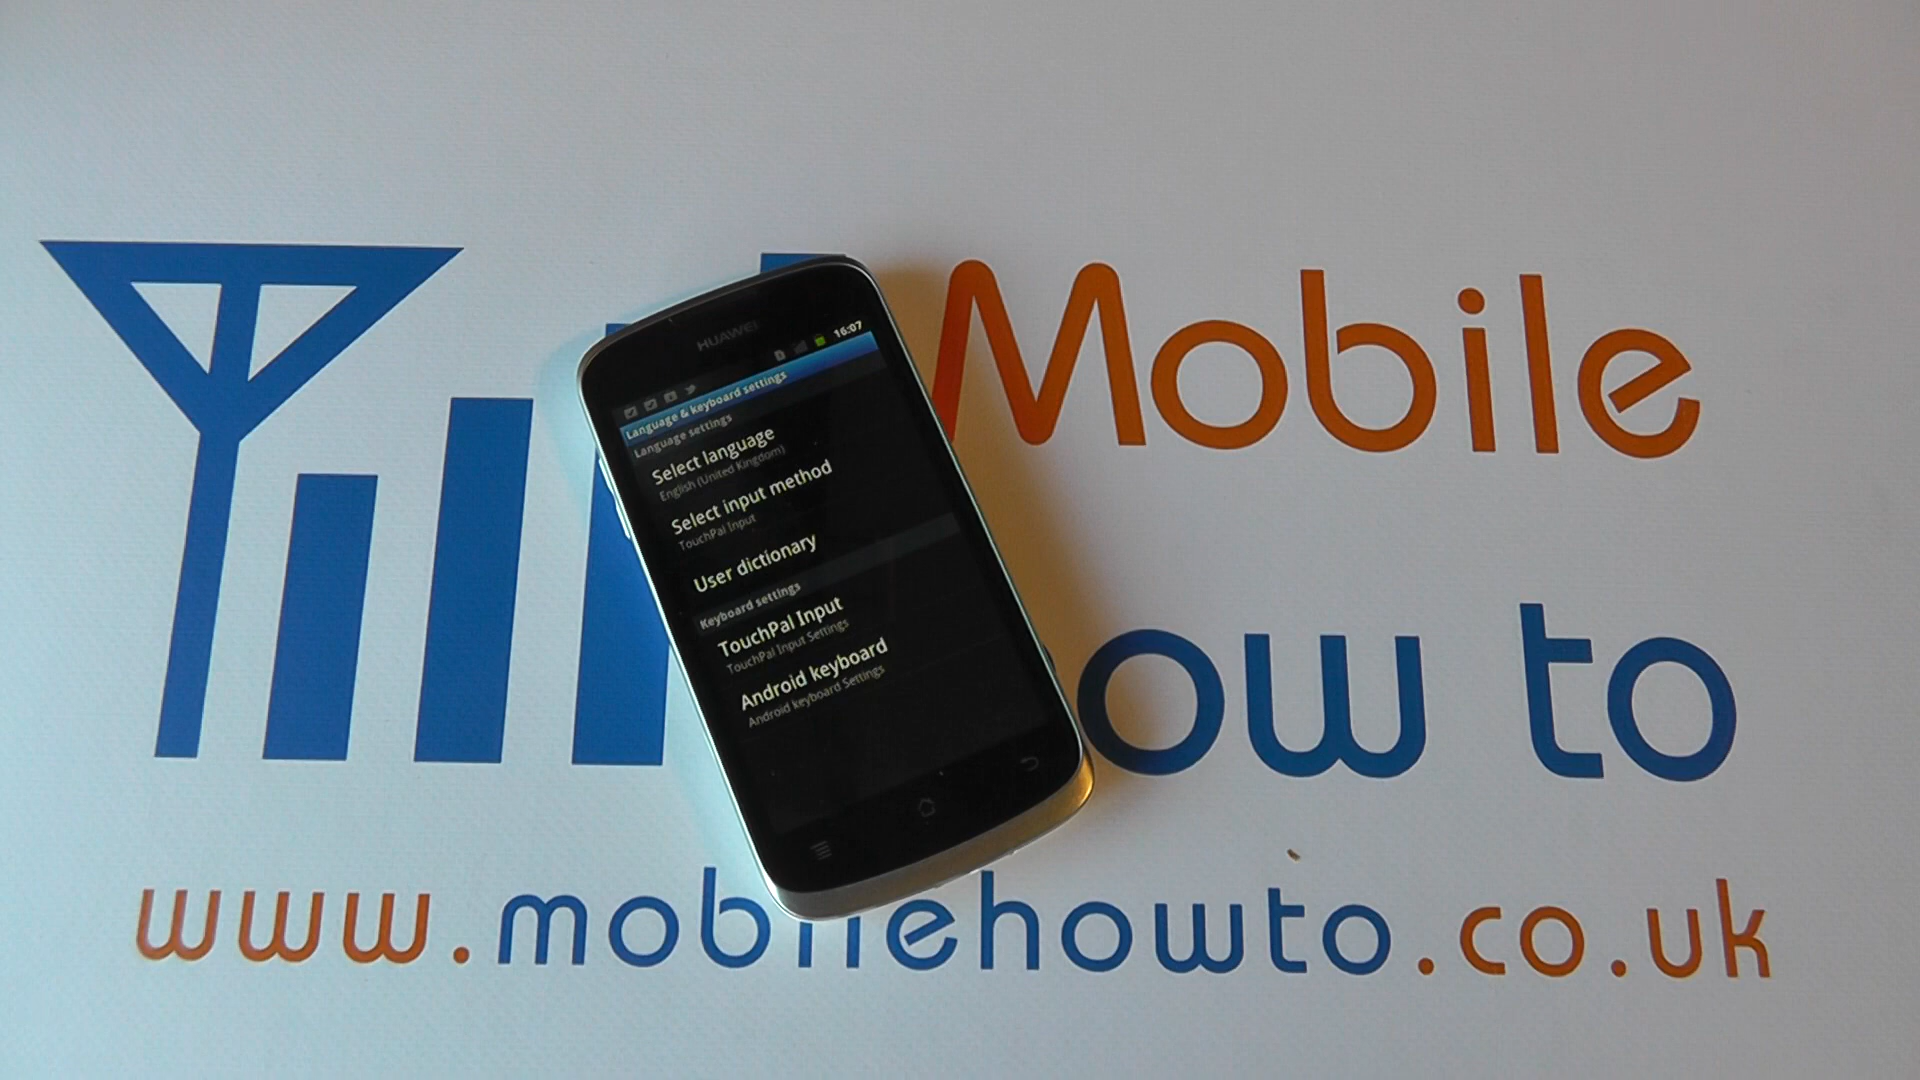 Mobile
ow to
www.mobilehowto.co.uk
HUAWEI
16:07
Language & keyboard settings
Language settings
Select language
English (United Kingdom)
Select input method
TouchPal Input
User dictionary
Keyboard settings
TouchPal Input
TouchPal Input Settings
Android keyboard
Android keyboard Settings